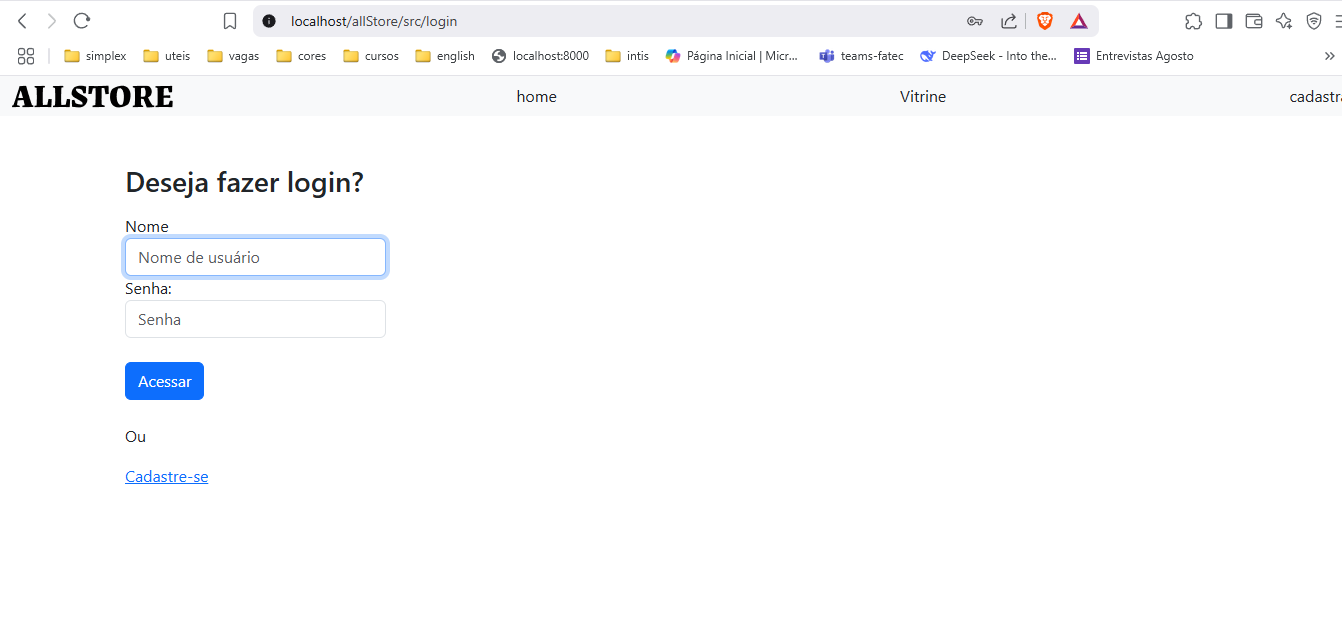 localhost/allStore/src/login
simplex uteis vagas cores cursos english localhost:8000 intis Página Inicial | Micr... teams-fatec DeepSeek - Into the... Entrevistas Agosto
ALLSTORE home Vitrine cadastra
Deseja fazer login?
Nome
Nome de usuário
Senha:
Senha
Acessar
Ou
Cadastre-se